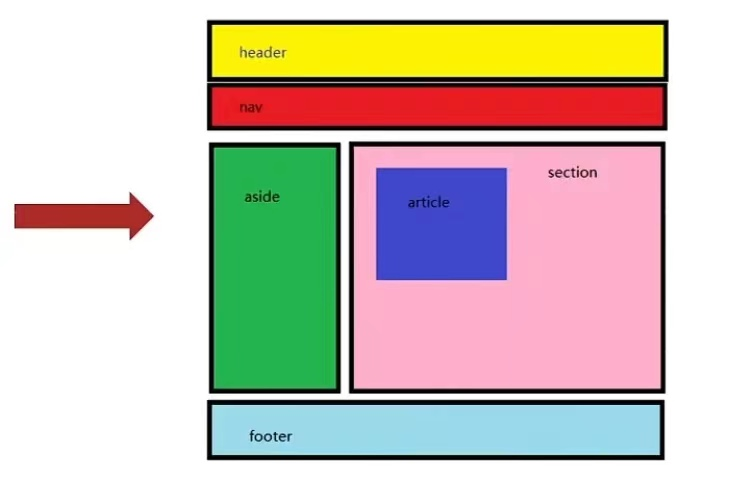 header
nav
aside
section
article
footer